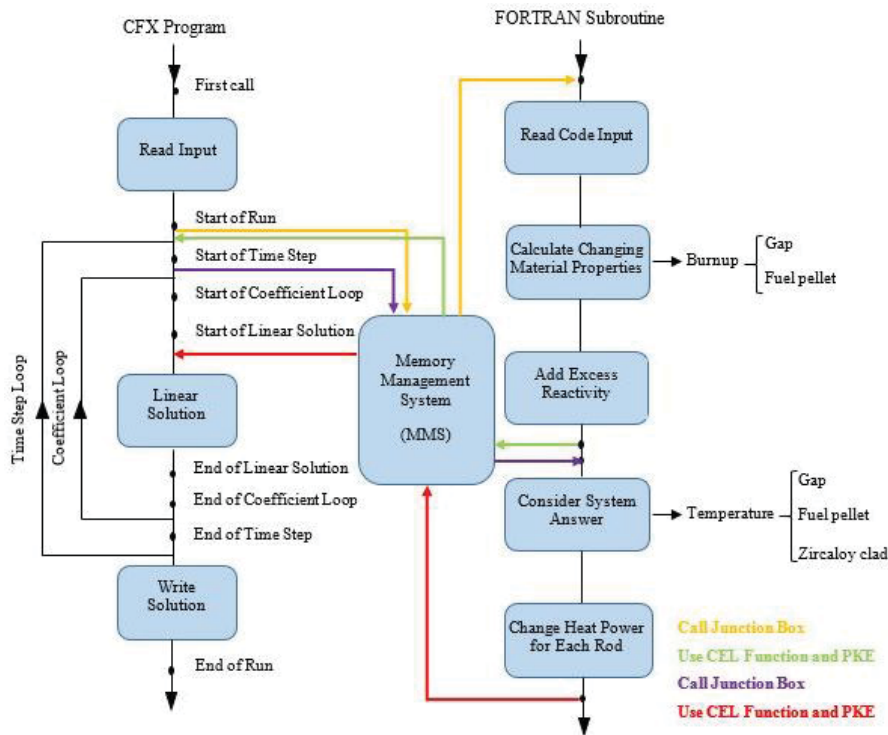 CFX Program
First call
Read Input
Start of Run
Start of Time Step
Start of Coefficient Loop
Start of Linear Solution
Linear
Solution
End of Linear Solution
End of Coefficient Loop
End of Time Step
Write
Solution
End of Run
Time Step Loop
Coefficient Loop
Memory
Management
System
(MMS)
FORTRAN Subroutine
Read Code Input
Calculate Changing
Material Properties
Burnup
Gap
Fuel pellet
Add Excess
Reactivity
Consider System
Answer
Temperature
Gap
Fuel pellet
Zircaloy clad
Change Heat Power
for Each Rod
Call Junction Box
Use CEL Function and PKE
Call Junction Box
Use CEL Function and PKE